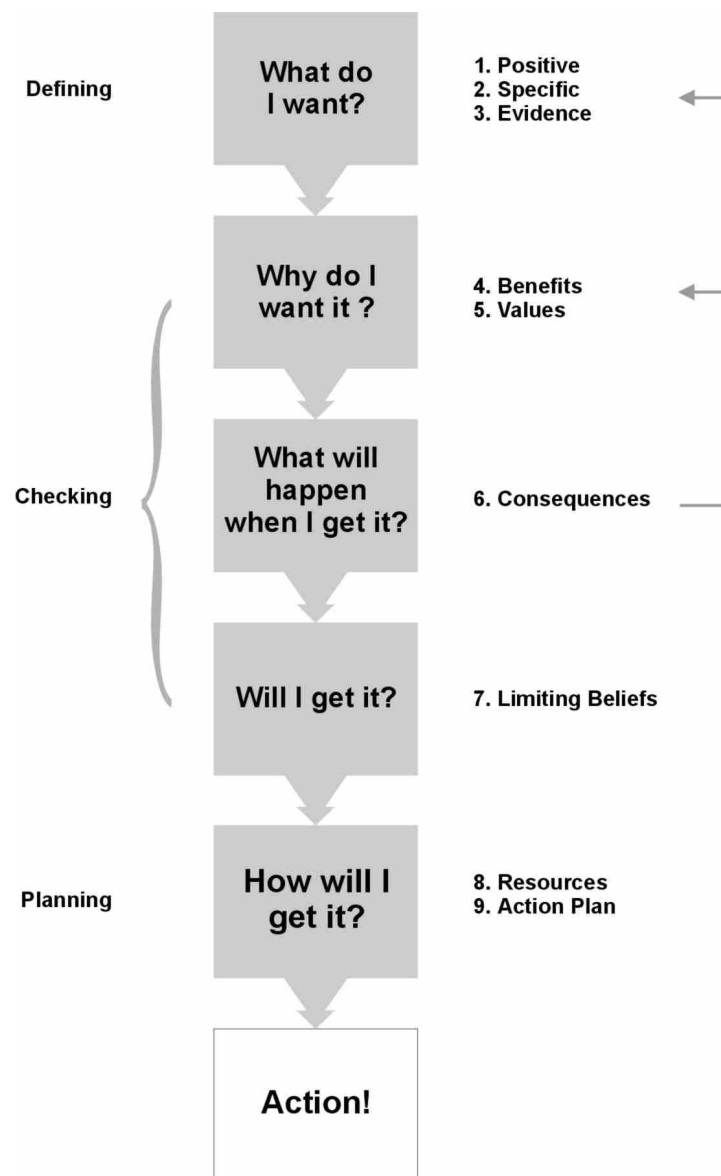 Defining
What do
I want?
1. Positive
2. Specific
3. Evidence
Why do I
want it ?
4. Benefits
5. Values
Checking
What will
happen
when I get it?
6. Consequences
Will I get it?
7. Limiting Beliefs
Planning
How will I
get it?
8. Resources
9. Action Plan
Action!